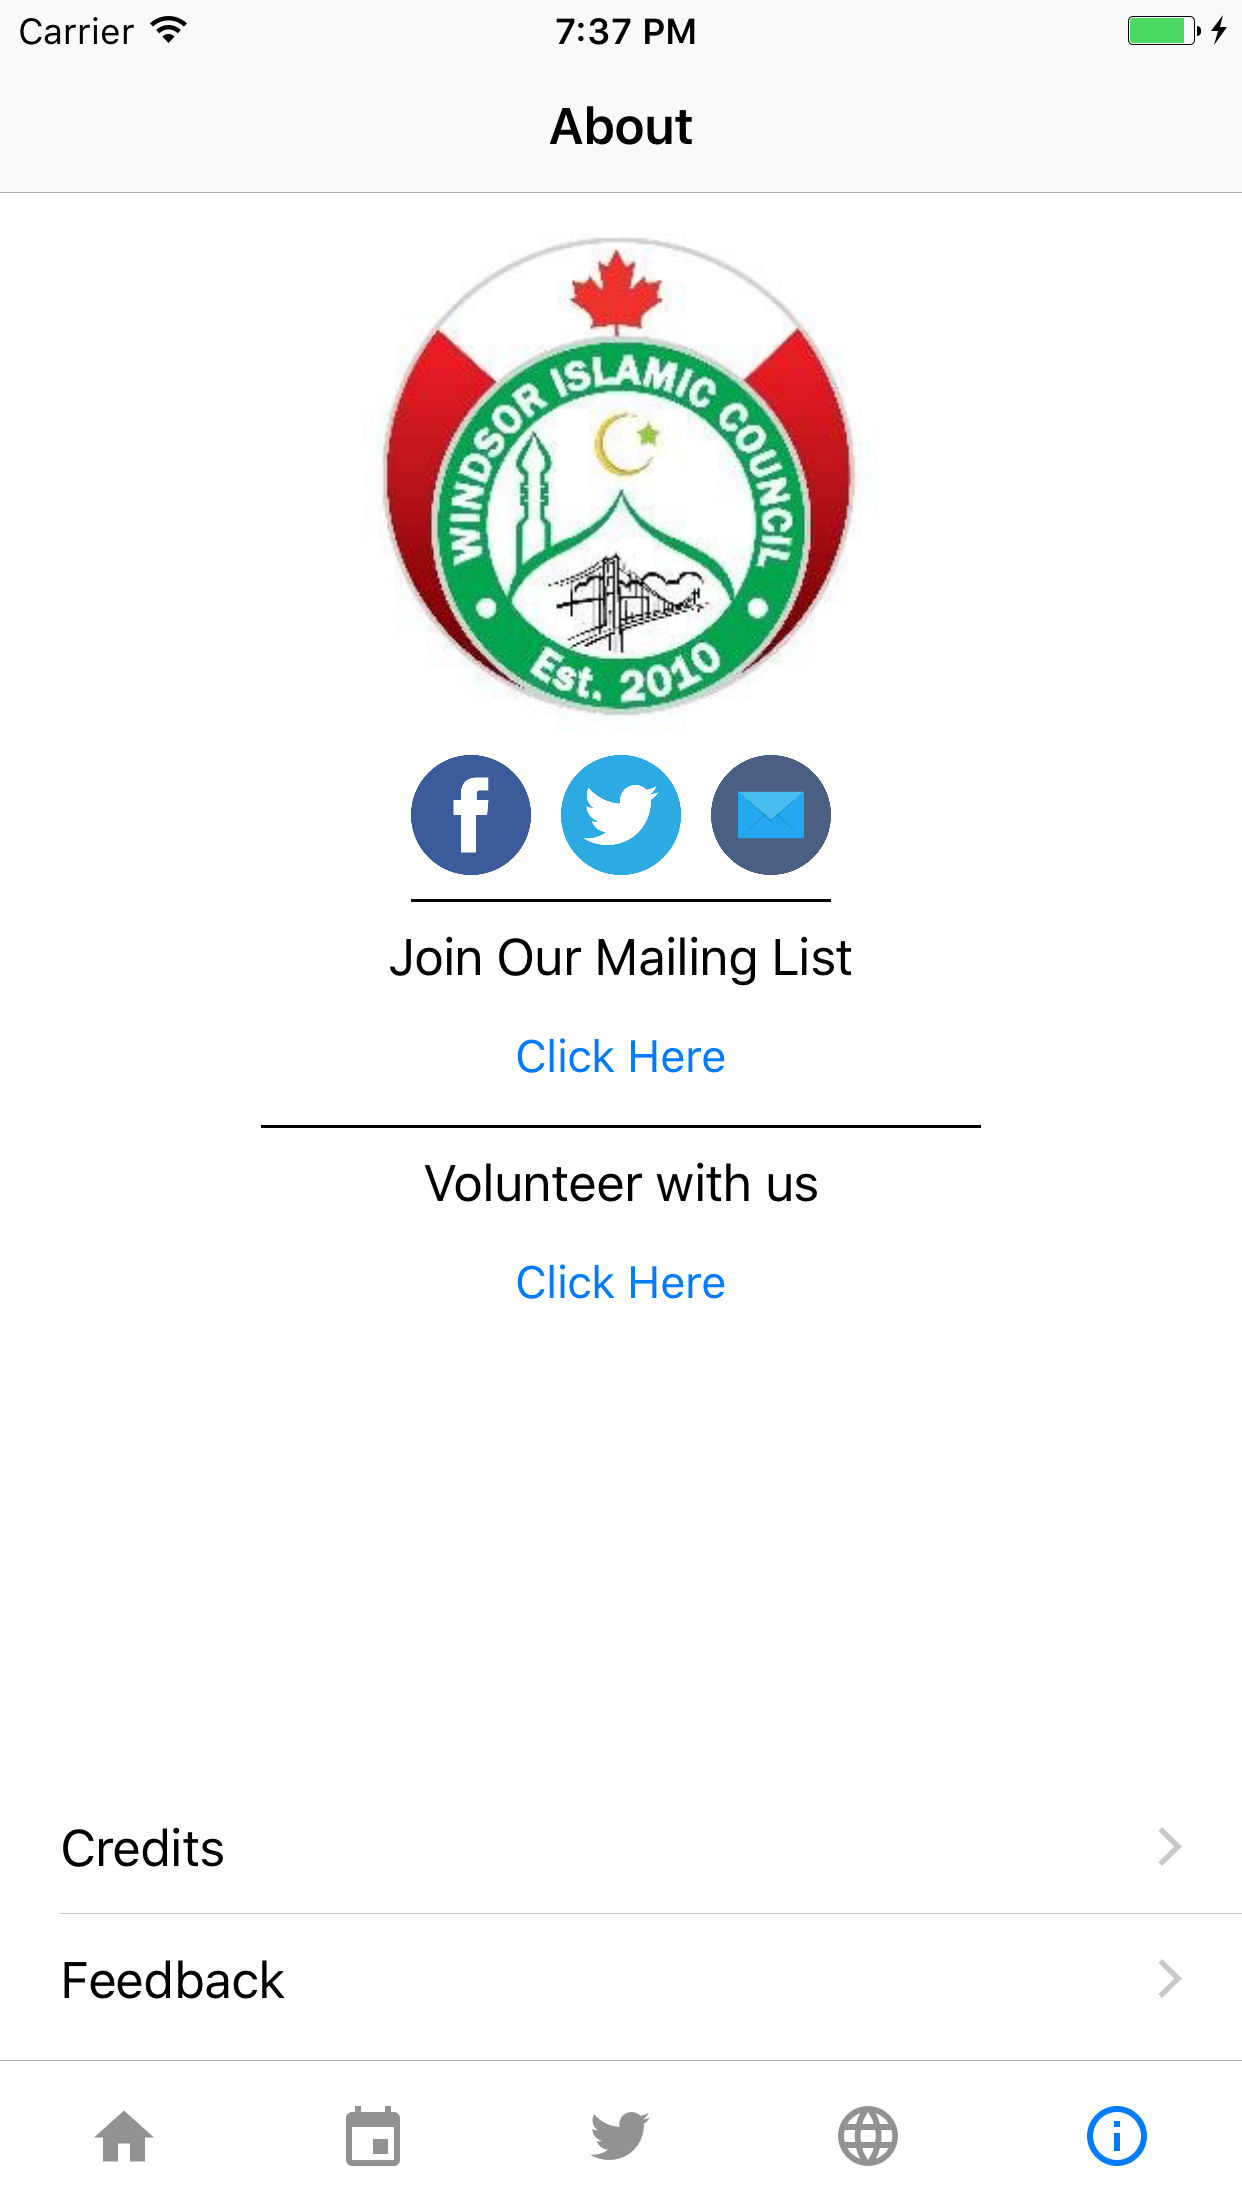 Carrier 7:37 PM
About
WINDSOR ISLAMIC COUNCIL
Est. 2010
Join Our Mailing List
Click Here
Volunteer with us
Click Here
Credits
Feedback